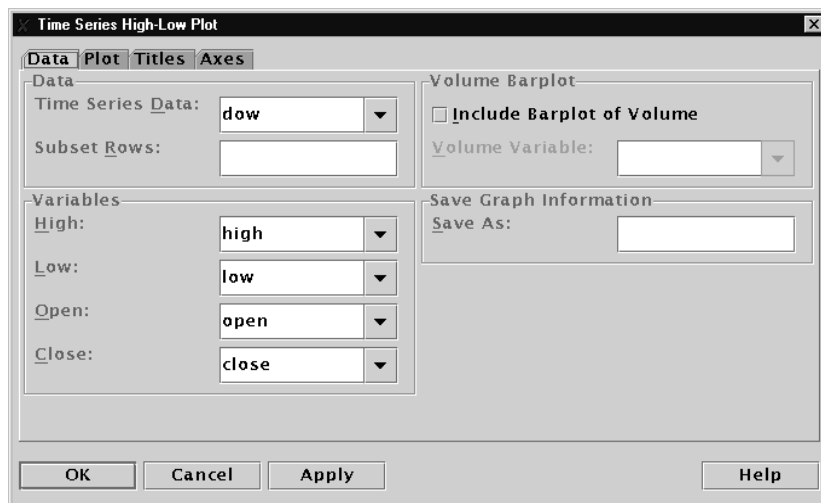 Time Series High-Low Plot
Data Plot Titles Axes
Data
Time Series Data:
dow
Subset Rows:
Variables
High:
high
Low:
low
Open:
open
Close:
close
Volume Barplot
Include Barplot of Volume
Volume Variable:
Save Graph Information
Save As:
OK Cancel Apply Help